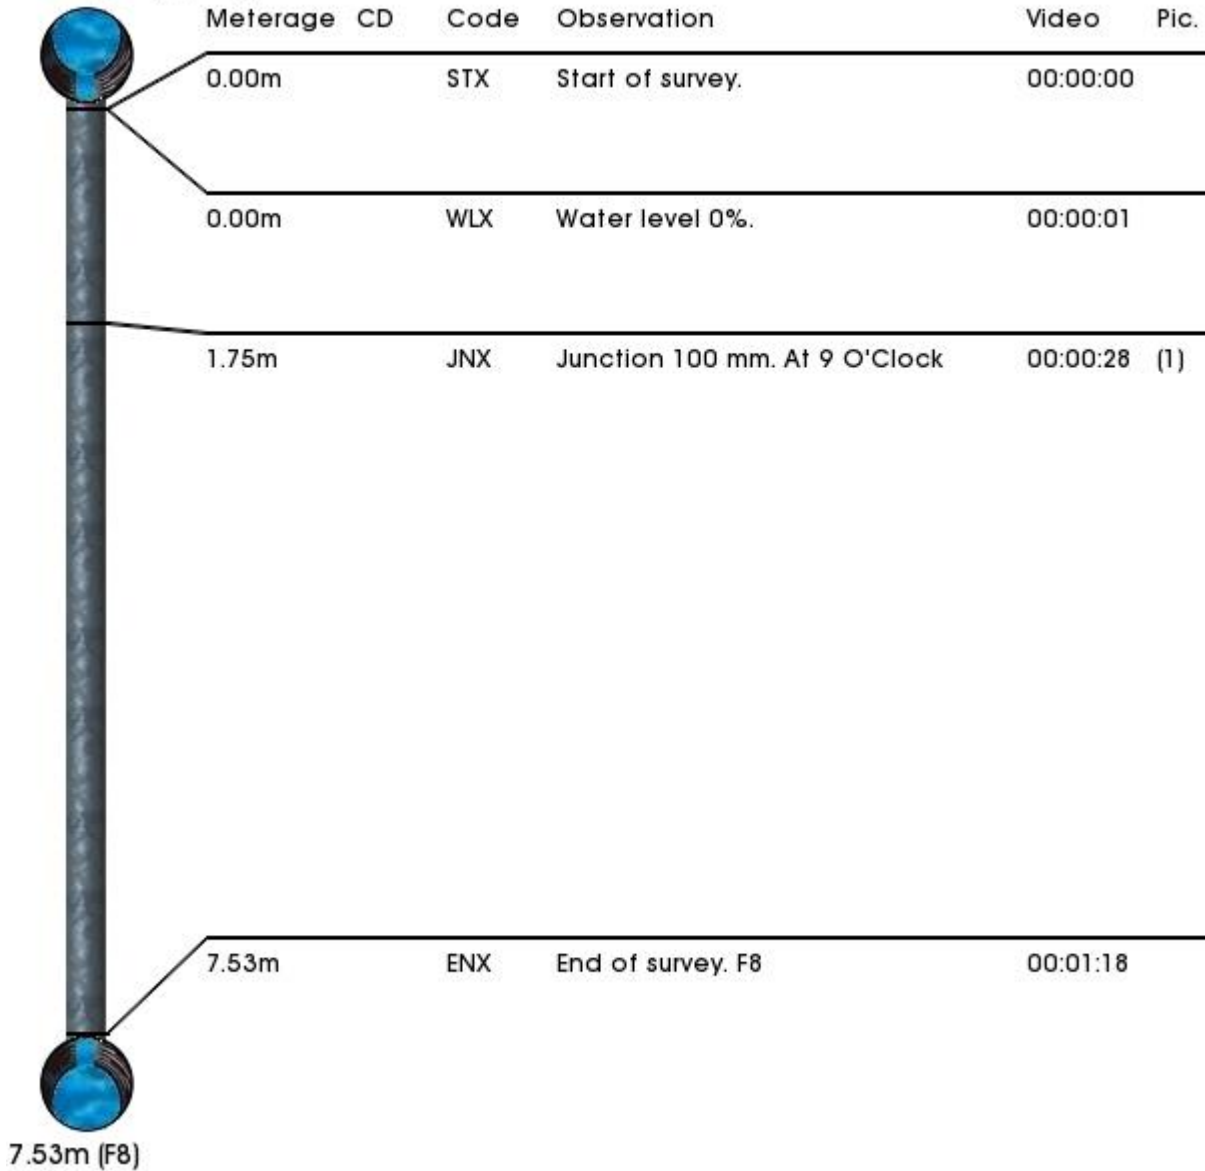 Meterage CD Code Observation Video Pic.
0.00m STX Start of survey. 00:00:00
0.00m WLX Water level 0%. 00:00:01
1.75m JNX Junction 100 mm. At 9 O'Clock 00:00:28 (1)
7.53m ENX End of survey. F8 00:01:18
7.53m (F8)